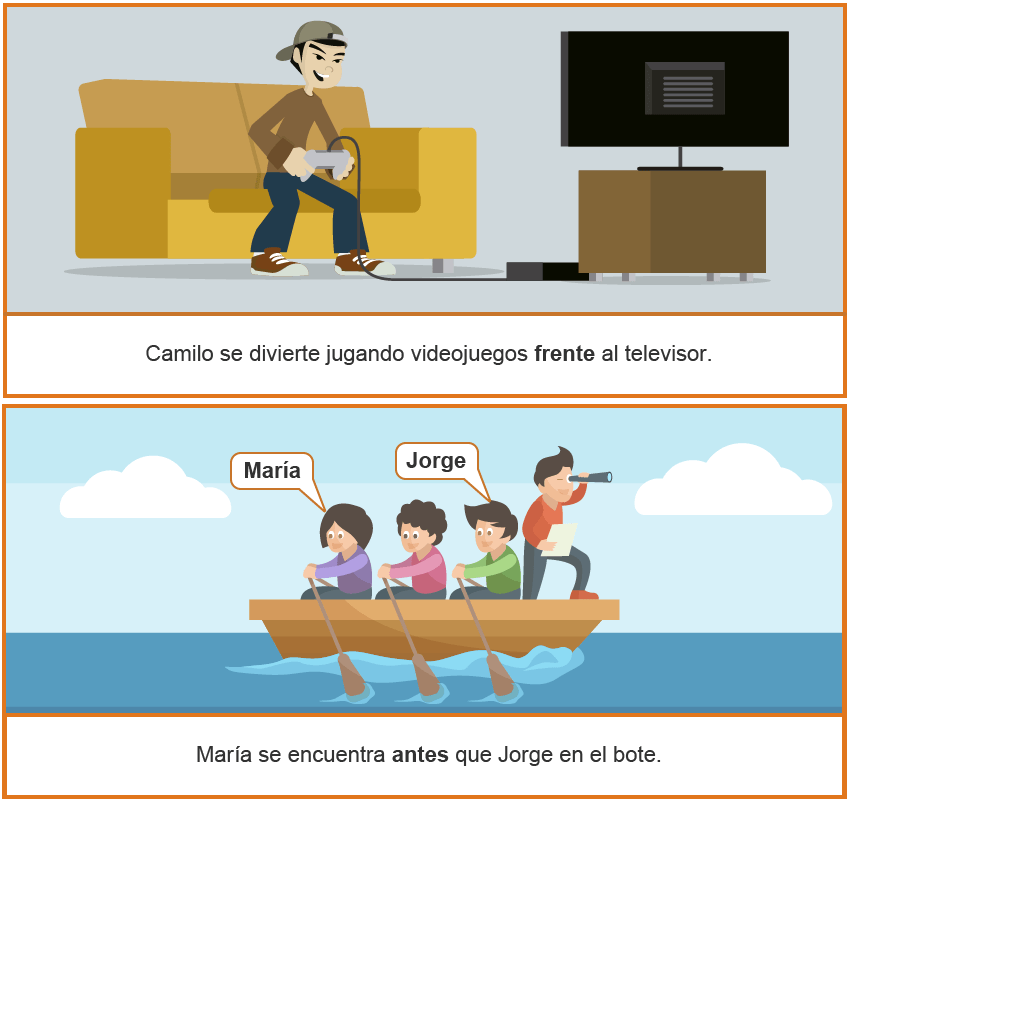 Camilo se divierte jugando videojuegos frente al televisor.
María
Jorge
María se encuentra antes que Jorge en el bote.